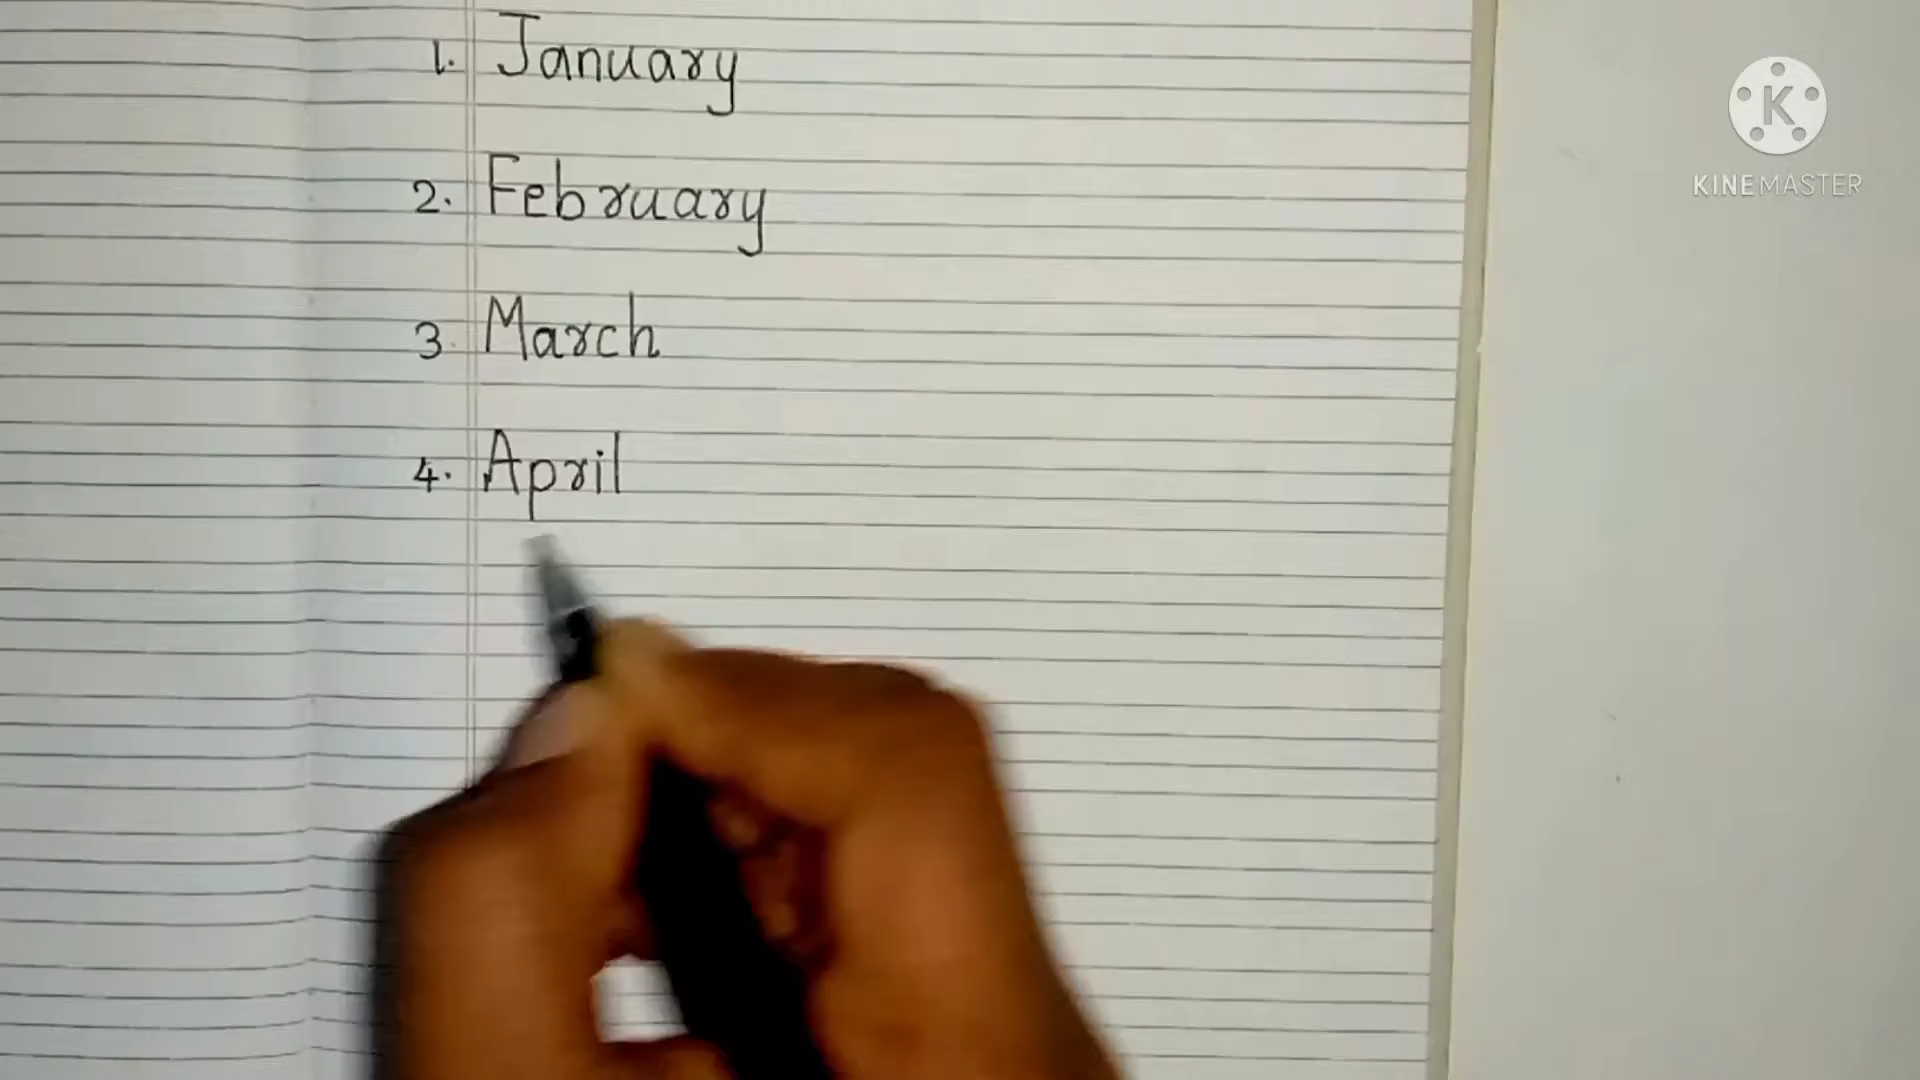 1. January
2. February
3. March
4. April
K
KINEMASTER